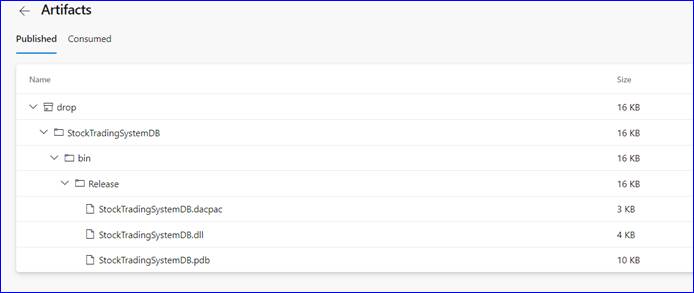 Artifacts
Published Consumed
Name Size
drop 16 KB
StockTradingSystemDB 16 KB
bin 16 KB
Release 16 KB
StockTradingSystemDB.dacpac 3 KB
StockTradingSystemDB.dll 4 KB
StockTradingSystemDB.pdb 10 KB